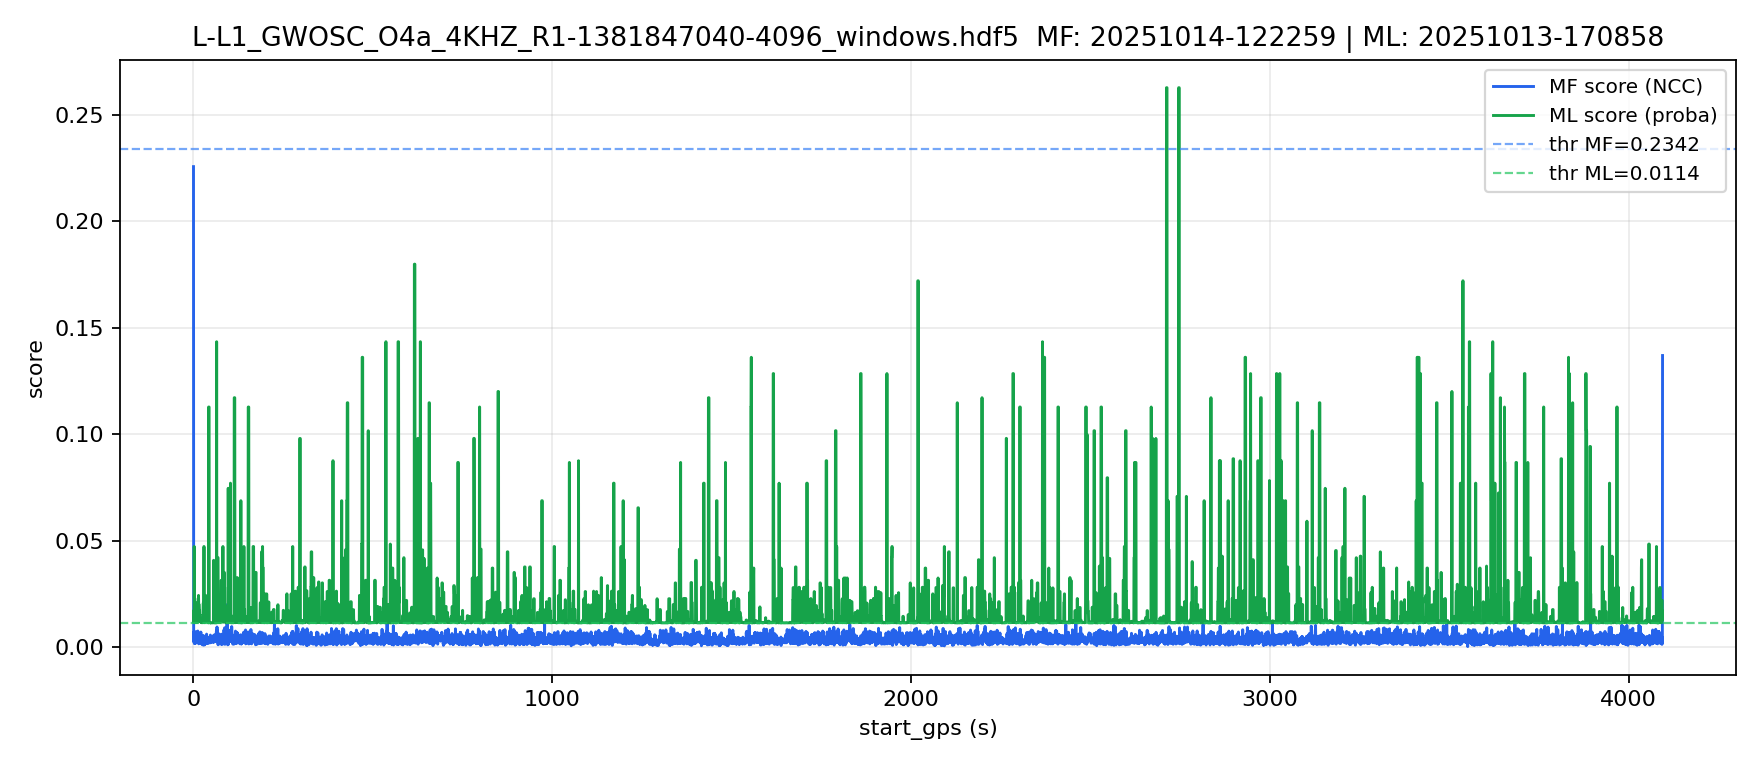 L-L1_GWOSC_O4a_4KHZ_R1-1381847040-4096_windows.hdf5  MF: 20251014-122259 | ML: 20251013-170858
MF score (NCC)
ML score (proba)
thr MF=0.2342
thr ML=0.0114
score
0.25
0.20
0.15
0.10
0.05
0.00
0 1000 2000 3000 4000
start_gps (s)